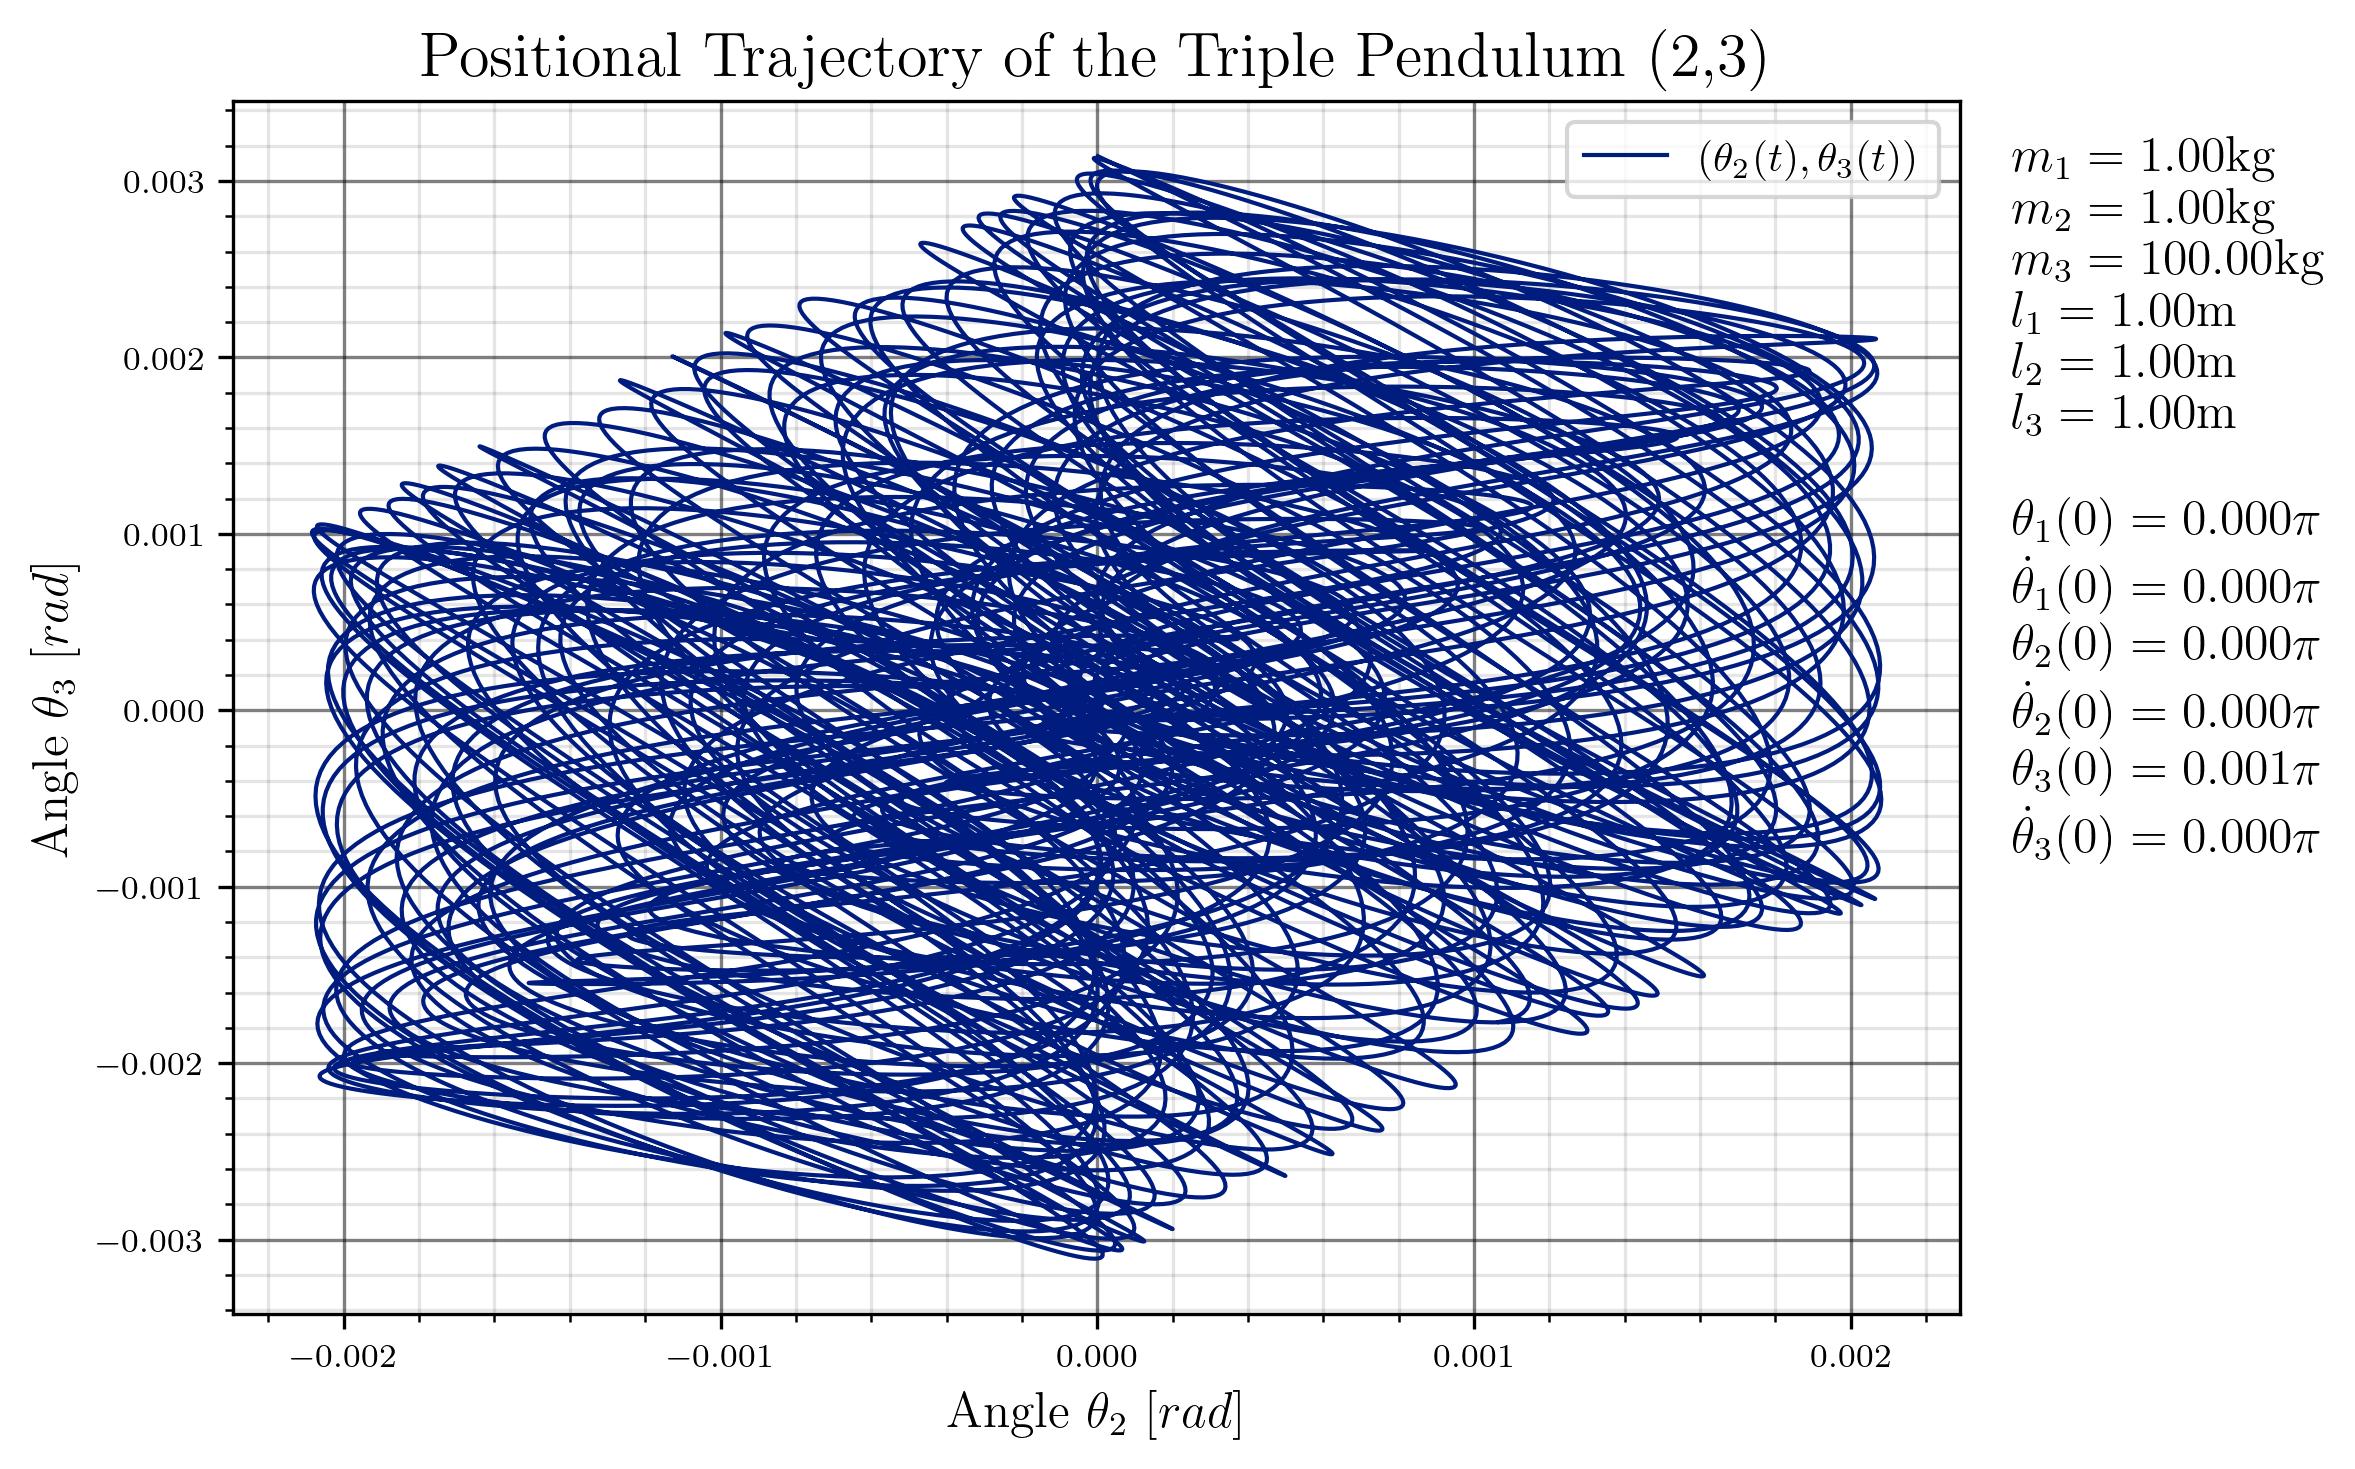 Positional Trajectory of the Triple Pendulum (2,3)
(θ₂(t), θ₃(t))
m₁ = 1.00kg
m₂ = 1.00kg
m₃ = 100.00kg
l₁ = 1.00m
l₂ = 1.00m
l₃ = 1.00m
θ₁(0) = 0.000π
θ̇₁(0) = 0.000π
θ₂(0) = 0.000π
θ̇₂(0) = 0.000π
θ₃(0) = 0.001π
θ̇₃(0) = 0.000π
Angle θ₃ [rad]
0.003
0.002
0.001
0.000
−0.001
−0.002
−0.003
−0.002 −0.001 0.000 0.001 0.002
Angle θ₂ [rad]